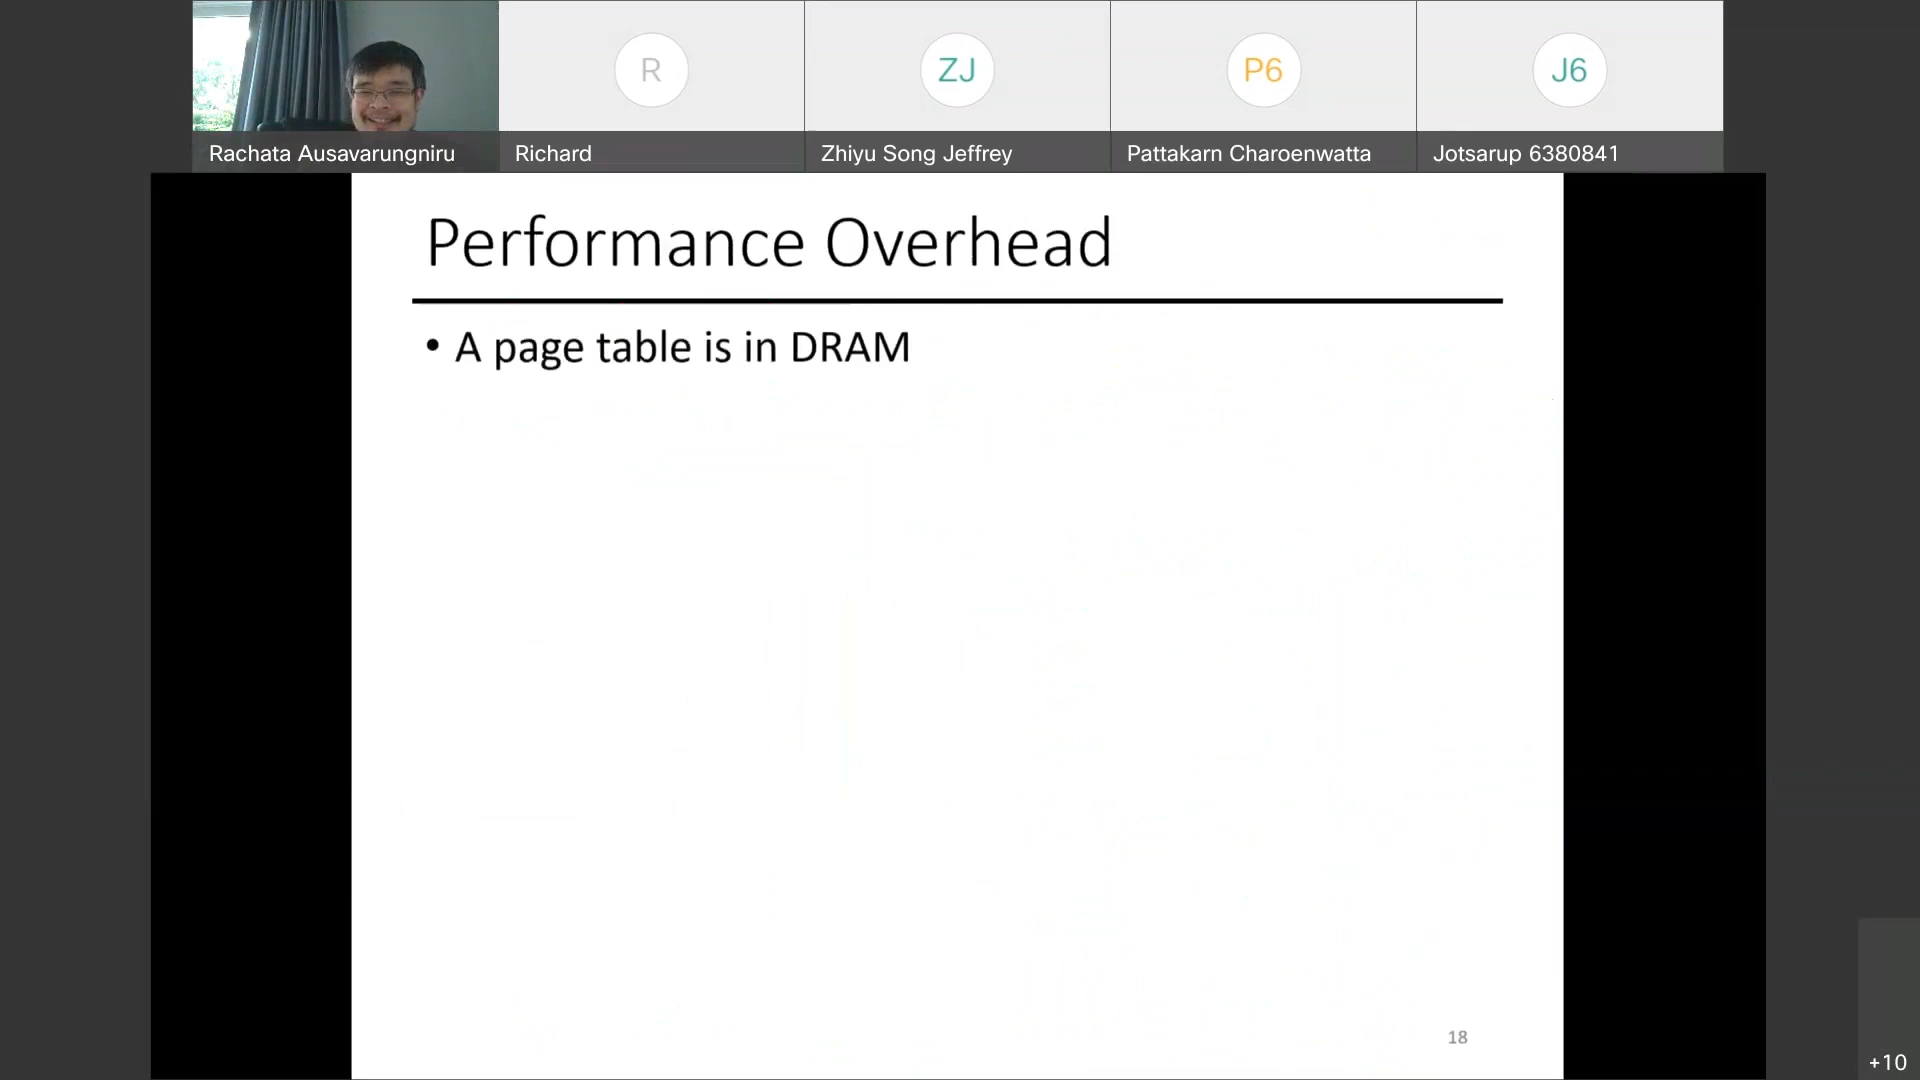 R
ZJ
P6
J6
Rachata Ausavarungniru
Richard
Zhiyu Song Jeffrey
Pattakarn Charoenwatta
Jotsarup 6380841
Performance Overhead
• A page table is in DRAM
18
+10